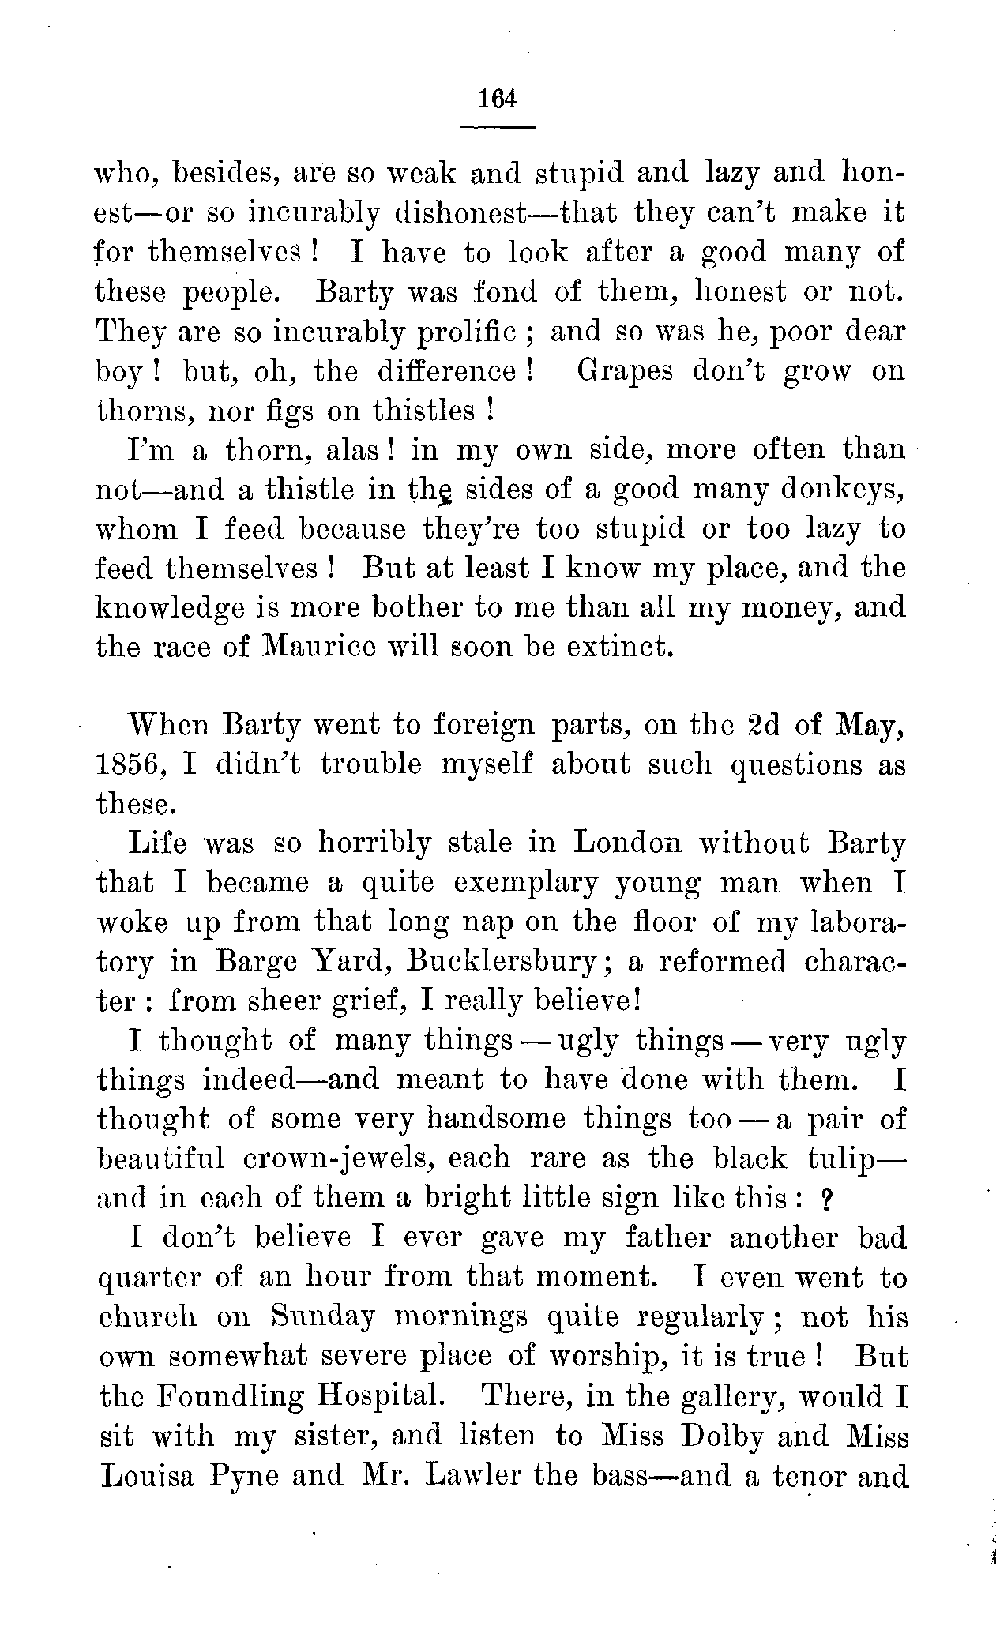 164
who, besides, are so weak and stupid and lazy and hon-
est—or so incurably dishonest—that they can't make it
for themselves! I have to look after a good many of
these people. Barty was fond of them, honest or not.
They are so incurably prolific; and so was he, poor dear
boy! but, oh, the difference! Grapes don't grow on
thorns, nor figs on thistles!
I'm a thorn, alas! in my own side, more often than
not—and a thistle in the sides of a good many donkeys,
whom I feed because they're too stupid or too lazy to
feed themselves! But at least I know my place, and the
knowledge is more bother to me than all my money, and
the race of Maurice will soon be extinct.
When Barty went to foreign parts, on the 2d of May,
1856, I didn't trouble myself about such questions as
these.
Life was so horribly stale in London without Barty
that I became a quite exemplary young man when I
woke up from that long nap on the floor of my labora-
tory in Barge Yard, Bucklersbury; a reformed charac-
ter: from sheer grief, I really believe!
I thought of many things—ugly things—very ugly
things indeed—and meant to have done with them. I
thought of some very handsome things too—a pair of
beautiful crown-jewels, each rare as the black tulip—
and in each of them a bright little sign like this: ?
I don't believe I ever gave my father another bad
quarter of an hour from that moment. I even went to
church on Sunday mornings quite regularly; not his
own somewhat severe place of worship, it is true! But
the Foundling Hospital. There, in the gallery, would I
sit with my sister, and listen to Miss Dolby and Miss
Louisa Pyne and Mr. Lawler the bass—and a tenor and